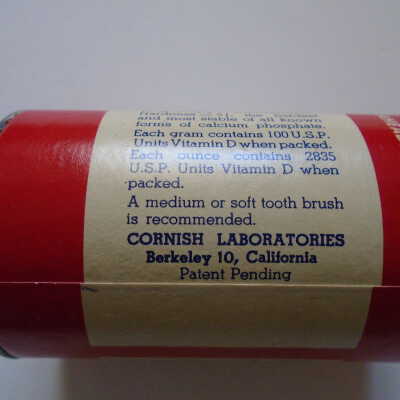 and most stable of all known
forms of calcium phosphate.
Each gram contains 100 U.S.P.
Units Vitamin D when packed.
Each ounce contains 2835
U.S.P. Units Vitamin D when
packed.
A medium or soft tooth brush
is recommended.
CORNISH LABORATORIES
Berkeley 10, California
Patent Pending